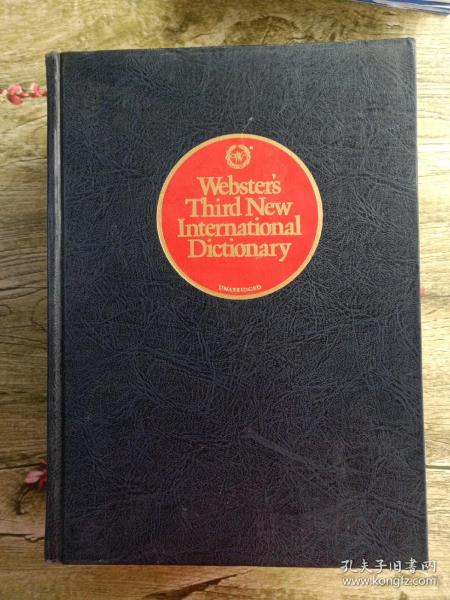 Webster's
Third New
International
Dictionary
UNABRIDGED
孔夫子旧书网
www.kongfz.com